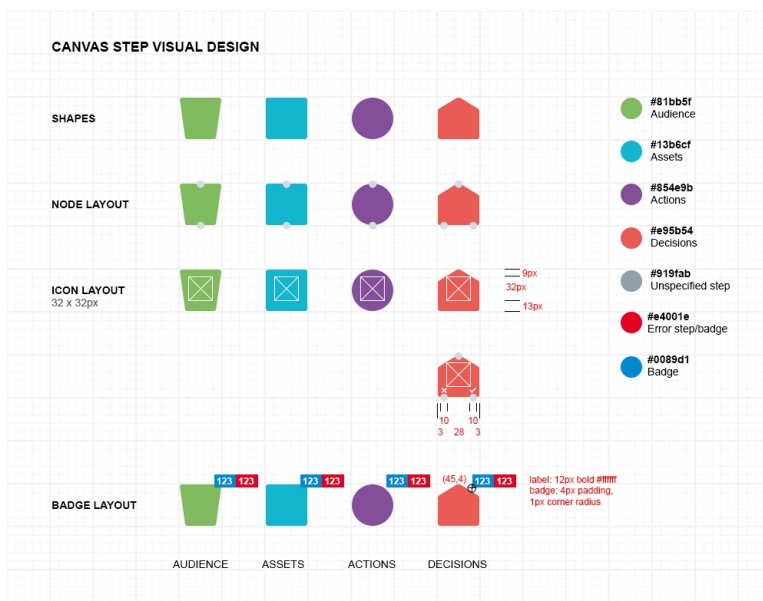 CANVAS STEP VISUAL DESIGN
SHAPES
NODE LAYOUT
ICON LAYOUT
32 x 32px
9px
32px
13px
10 10
3 28 3
BADGE LAYOUT
123 123
123 123
123 123
(45,4)
123 123
label: 12px bold #ffffff
badge: 4px padding,
1px corner radius
AUDIENCE ASSETS ACTIONS DECISIONS
#81bb5f
Audience
#13b6cf
Assets
#854e9b
Actions
#e95b54
Decisions
#919fab
Unspecified step
#e4001e
Error step/badge
#0089d1
Badge